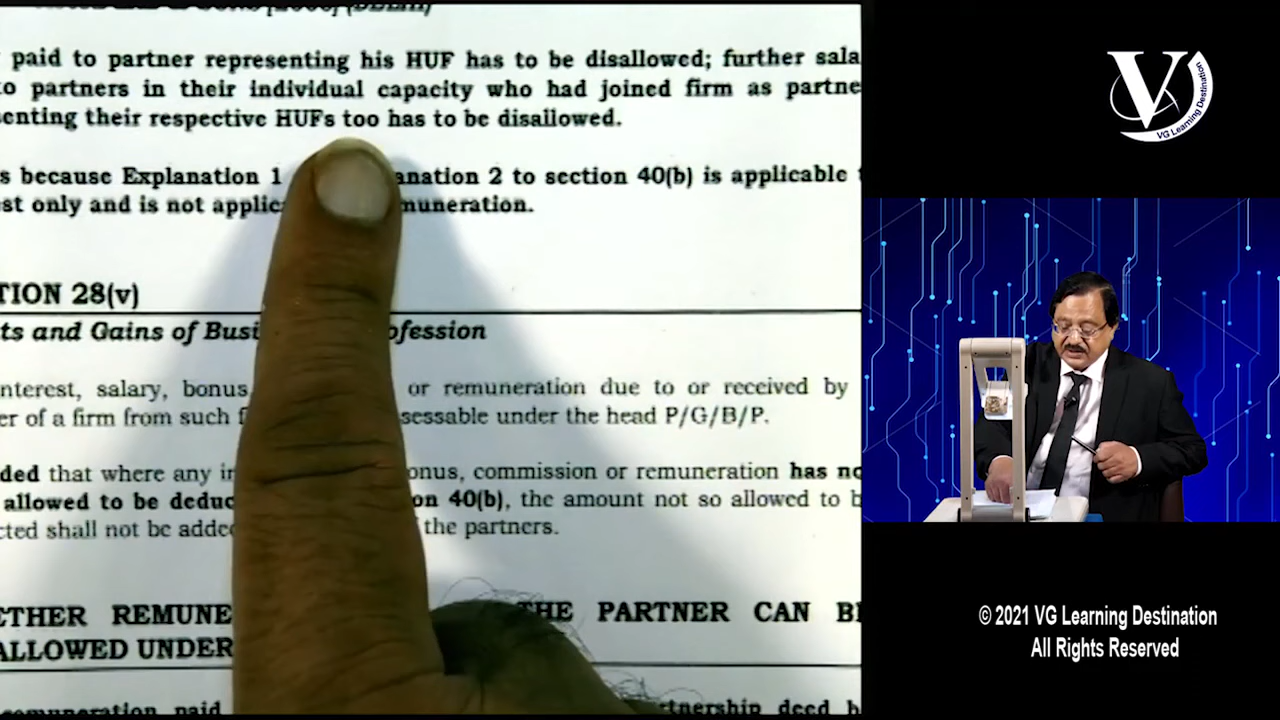 paid to partner representing his HUF has to be disallowed; further sala
o partners in their individual capacity who had joined firm as partne
senting their respective HUFs too has to be disallowed.
s because Explanation 1 anation 2 to section 40(b) is applicable
st only and is not applic muneration.
TION 28(v)
ts and Gains of Busi ofession
nterest, salary, bonus, or remuneration due to or received by
er of a firm from such f sessable under the head P/G/B/P.
ded that where any in onus, commission or remuneration has no
allowed to be deduc on 40(b), the amount not so allowed to b
cted shall not be adde the partners.
ETHER REMUNE THE PARTNER CAN BE
ALLOWED UNDER
emuneration paid rtnership deed b
V
VG Learning Destination
© 2021 VG Learning Destination
All Rights Reserved